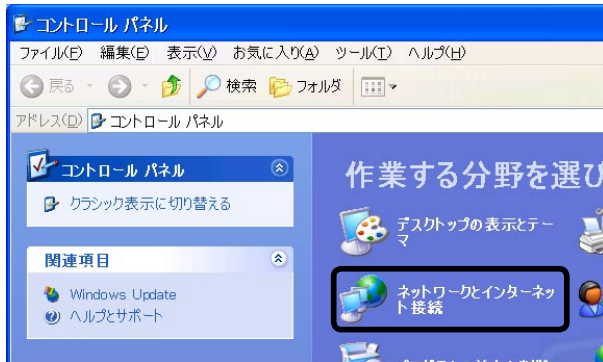 コントロール パネル
ファイル(F) 編集(E) 表示(V) お気に入り(A) ツール(T) ヘルプ(H)
戻る 検索 フォルダ
アドレス(D) コントロール パネル
コントロール パネル
クラシック表示に切り替える
関連項目
Windows Update
ヘルプとサポート
作業する分野を選び
デスクトップの表示とテー
マ
ネットワークとインターネッ
ト接続